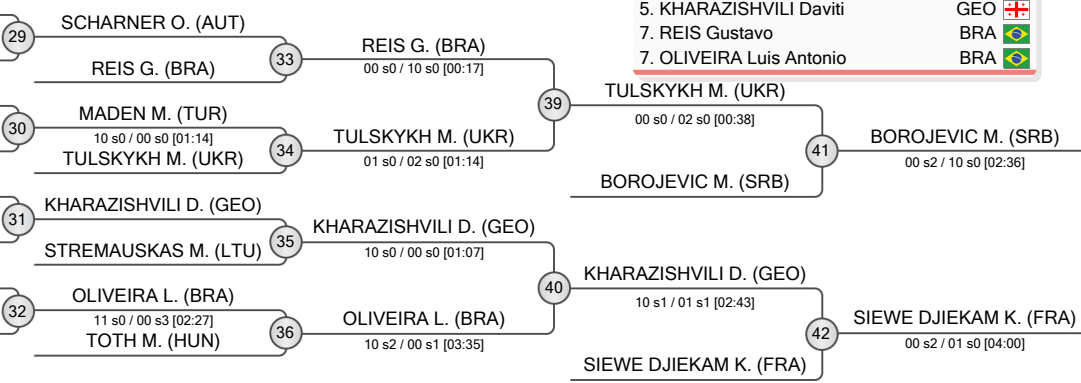 5. KHARAZISHVILI Daviti GEO
7. REIS Gustavo BRA
7. OLIVEIRA Luis Antonio BRA
29
SCHARNER O. (AUT)
REIS G. (BRA)
33
REIS G. (BRA)
00 s0 / 10 s0 [00:17]
30
MADEN M. (TUR)
10 s0 / 00 s0 [01:14]
TULSKYKH M. (UKR)
34
TULSKYKH M. (UKR)
01 s0 / 02 s0 [01:14]
39
TULSKYKH M. (UKR)
00 s0 / 02 s0 [00:38]
BOROJEVIC M. (SRB)
41
BOROJEVIC M. (SRB)
00 s2 / 10 s0 [02:36]
31
KHARAZISHVILI D. (GEO)
STREMAUSKAS M. (LTU)
35
KHARAZISHVILI D. (GEO)
10 s0 / 00 s0 [01:07]
32
OLIVEIRA L. (BRA)
11 s0 / 00 s3 [02:27]
TOTH M. (HUN)
36
OLIVEIRA L. (BRA)
10 s2 / 00 s1 [03:35]
40
KHARAZISHVILI D. (GEO)
10 s1 / 01 s1 [02:43]
SIEWE DJIEKAM K. (FRA)
42
SIEWE DJIEKAM K. (FRA)
00 s2 / 01 s0 [04:00]